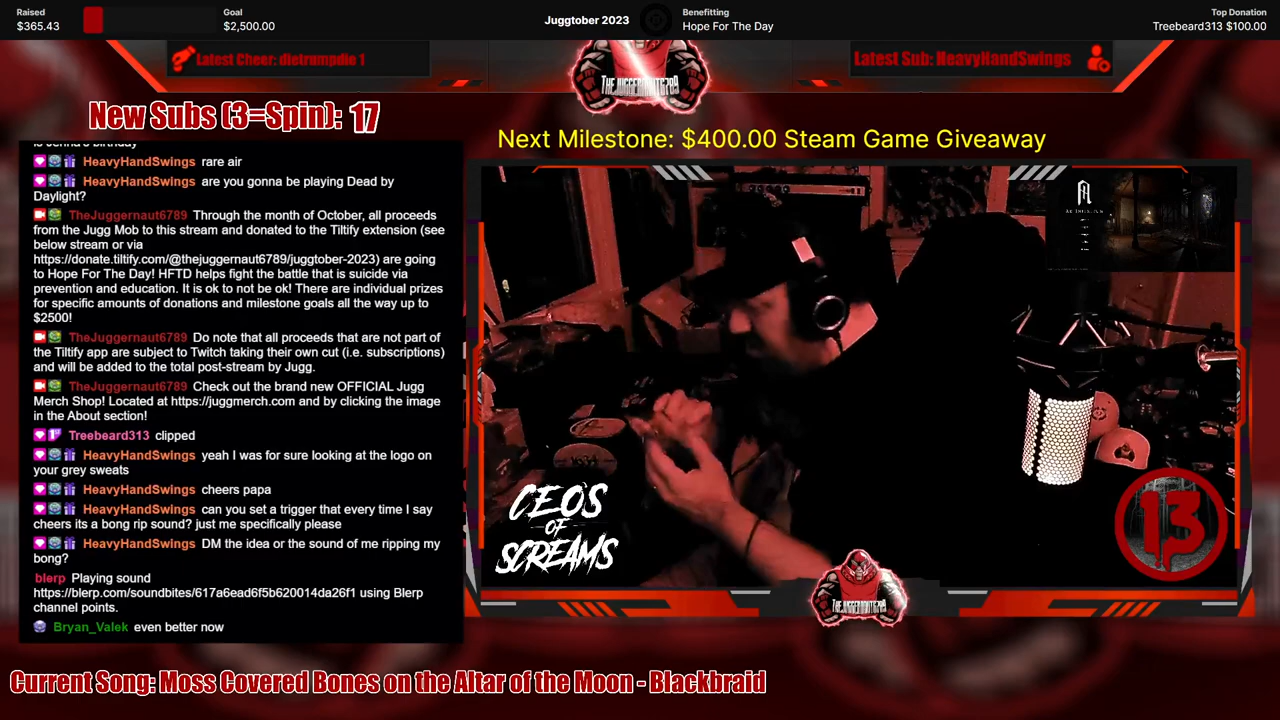 Raised
$365.43
Goal
$2,500.00
Juggtober 2023
Benefitting
Hope For The Day
Top Donation
Treebeard313 $100.00
Latest Cheer: dietrumpdie 1
THEJUGGERNAUT6789
Latest Sub: HeavyHandSwings
New Subs (3=Spin): 17
Next Milestone: $400.00 Steam Game Giveaway
is Jenna's birthday
HeavyHandSwings rare air
HeavyHandSwings are you gonna be playing Dead by
Daylight?
TheJuggernaut6789 Through the month of October, all proceeds
from the Jugg Mob to this stream and donated to the Tiltify extension (see
below stream or via
https://donate.tiltify.com/@thejuggernaut6789/juggtober-2023) are going
to Hope For The Day! HFTD helps fight the battle that is suicide via
prevention and education. It is ok to not be ok! There are individual prizes
for specific amounts of donations and milestone goals all the way up to
$2500!
TheJuggernaut6789 Do note that all proceeds that are not part of
the Tiltify app are subject to Twitch taking their own cut (i.e. subscriptions)
and will be added to the total post-stream by Jugg.
TheJuggernaut6789 Check out the brand new OFFICIAL Jugg
Merch Shop! Located at https://juggmerch.com and by clicking the image
in the About section!
Treebeard313 clipped
HeavyHandSwings yeah I was for sure looking at the logo on
your grey sweats
HeavyHandSwings cheers papa
HeavyHandSwings can you set a trigger that every time I say
cheers its a bong rip sound? just me specifically please
HeavyHandSwings DM the idea or the sound of me ripping my
bong?
blerp Playing sound
https://blerp.com/soundbites/617a6ead6f5b620014da26f1 using Blerp
channel points.
Bryan_Valek even better now
CEO'S
OF
SCREAMS
13
THEJUGGERNAUT6789
Current Song: Moss Covered Bones on the Altar of the Moon - Blackbraid